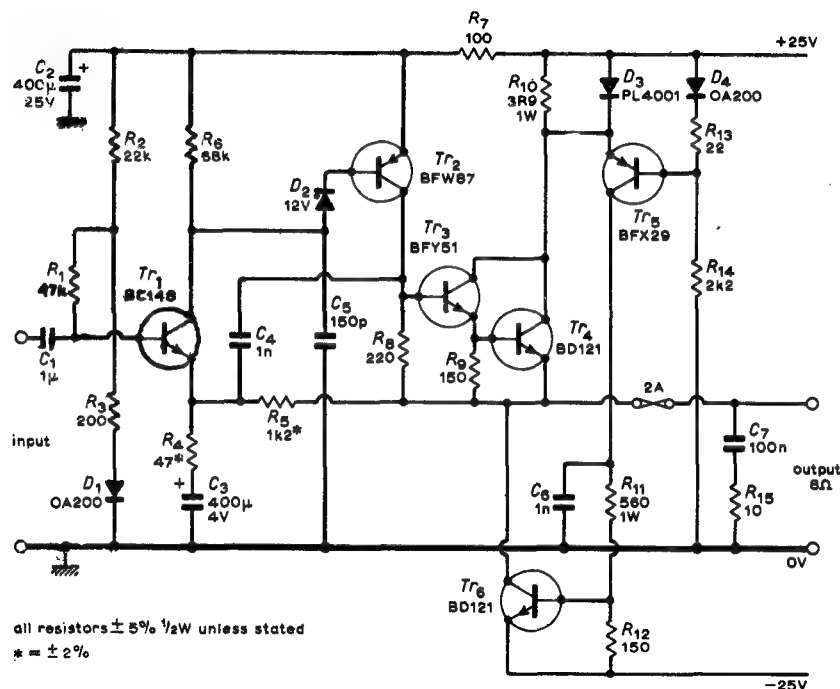 R7
100
+25V
C2
400μ
25V
+
R2
22k
R6
68k
R10
3R9
1W
D3
PL4001
D4
OA200
R13
22
Tr2
BFW87
D2
12V
Tr3
BFY51
Tr5
BFX29
R1
47k
Tr1
BC148
R14
2k2
C4
1n
C5
150p
R8
220
Tr4
BD121
C1
1μ
R9
150
2A
R3
200
R5
1k2*
input
R4
47*
C7
100n
output
8Ω
D1
OA200
+
C3
400μ
4V
C6
1n
R11
560
1W
R15
10
0V
Tr6
BD121
R12
150
all resistors ± 5% ½W unless stated
* = ± 2%
−25V